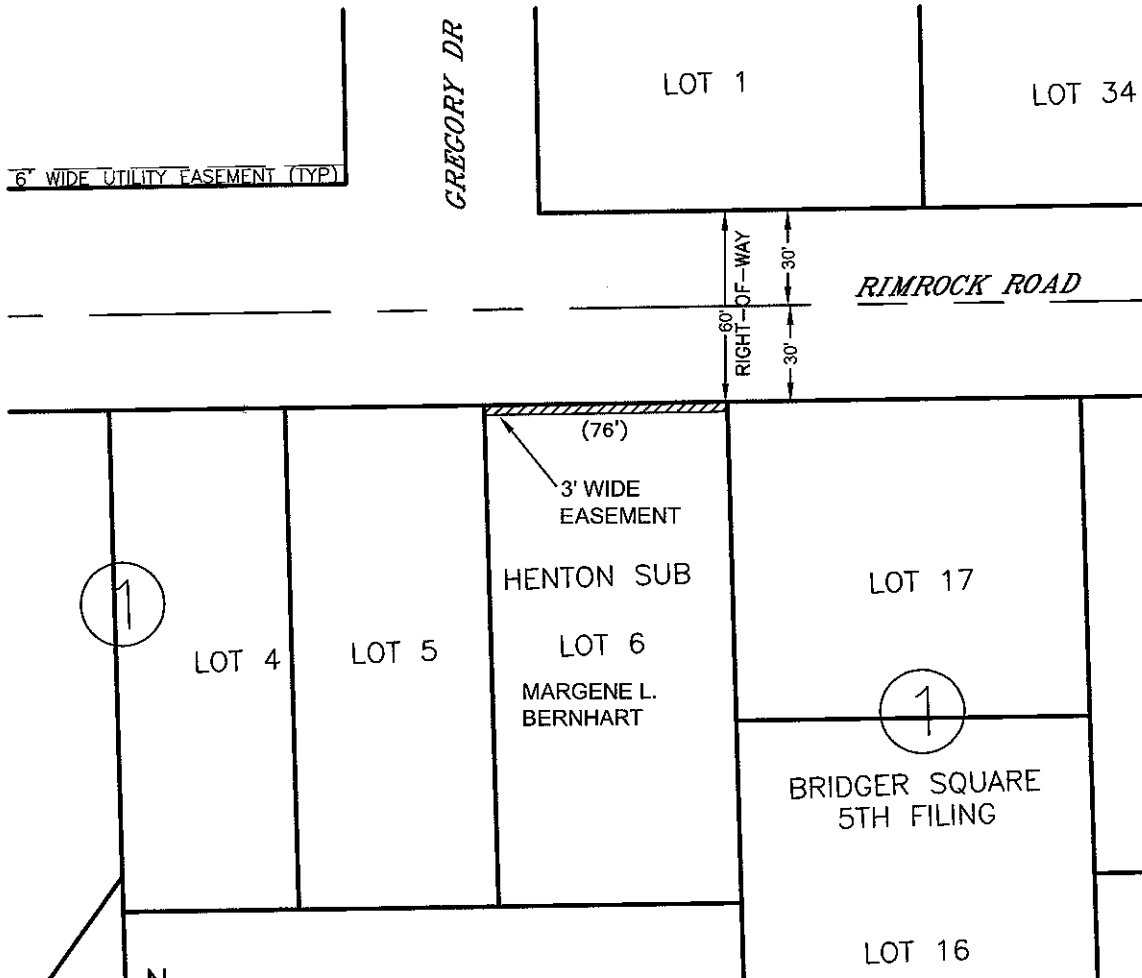 GREGORY DR
LOT 1
LOT 34
6' WIDE UTILITY EASEMENT (TYP)
60'
RIGHT-OF-WAY
30'
30'
RIMROCK ROAD
(76')
3' WIDE
EASEMENT
HENTON SUB
LOT 6
MARGENE L.
BERNHART
1
LOT 4
LOT 5
LOT 17
1
BRIDGER SQUARE
5TH FILING
LOT 16
N